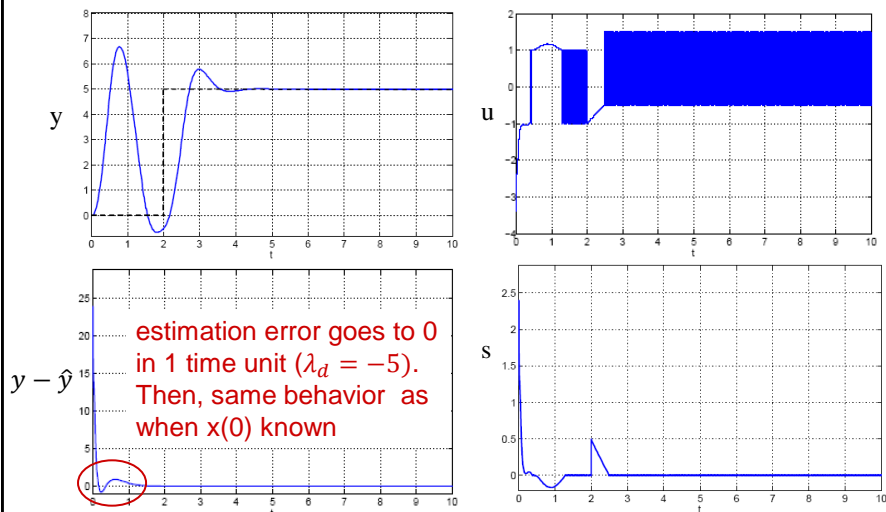 y
8
7
6
5
4
3
2
1
0
0 1 2 3 4 5 6 7 8 9 10
t
u
2
1
0
−1
−2
−3
−4
0 1 2 3 4 5 6 7 8 9 10
t
y − ŷ
25
20
15
10
5
0
0 1 2 3 4 5 6 7 8 9 10
t
estimation error goes to 0
in 1 time unit (λ_d = −5).
Then, same behavior as
when x(0) known
s
2.5
2
1.5
1
0.5
0
0 1 2 3 4 5 6 7 8 9 10
t